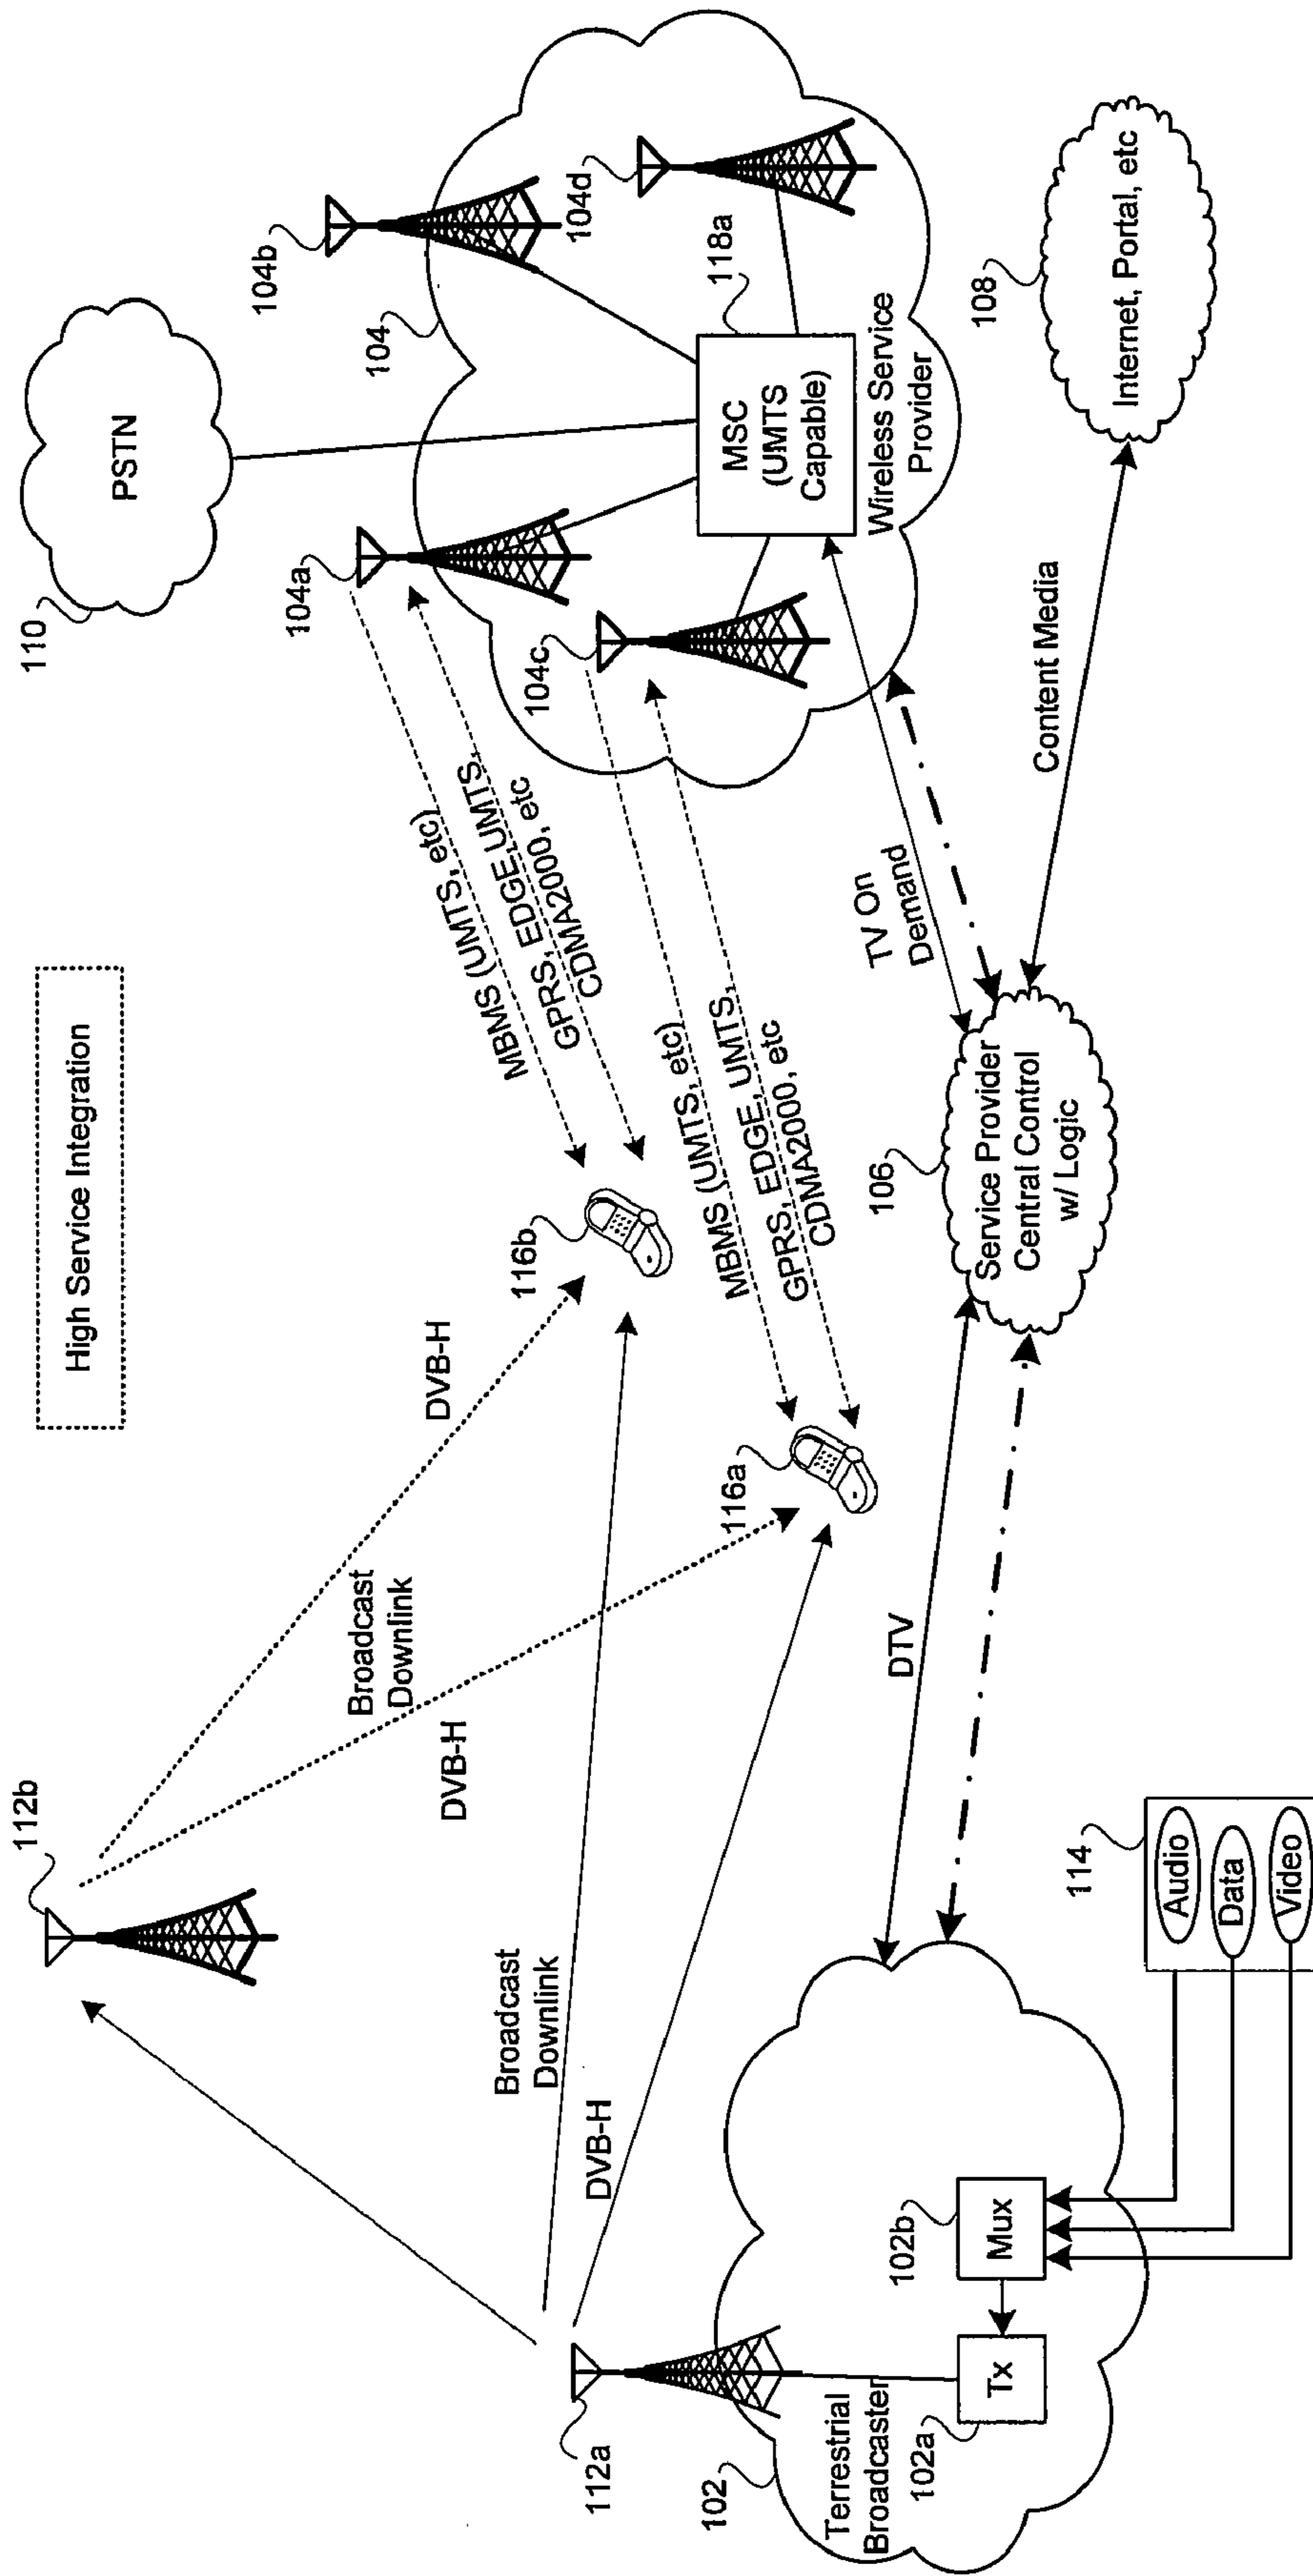 High Service Integration
112b
110
PSTN
104b
104
104a
104d
104c
118a
MSC
(UMTS
Capable)
Wireless Service
Provider
108
Internet, Portal, etc
MBMS (UMTS, etc)
GPRS, EDGE,UMTS,
CDMA2000, etc
MBMS (UMTS, etc)
GPRS, EDGE, UMTS,
CDMA2000, etc
DVB-H
Broadcast
Downlink
DVB-H
116b
116a
Broadcast
Downlink
DVB-H
112a
TV On
Demand
Content Media
106
Service Provider
Central Control
w/ Logic
DTV
102
Terrestrial
Broadcaster
102a
Tx
102b
Mux
114
Audio
Data
Video